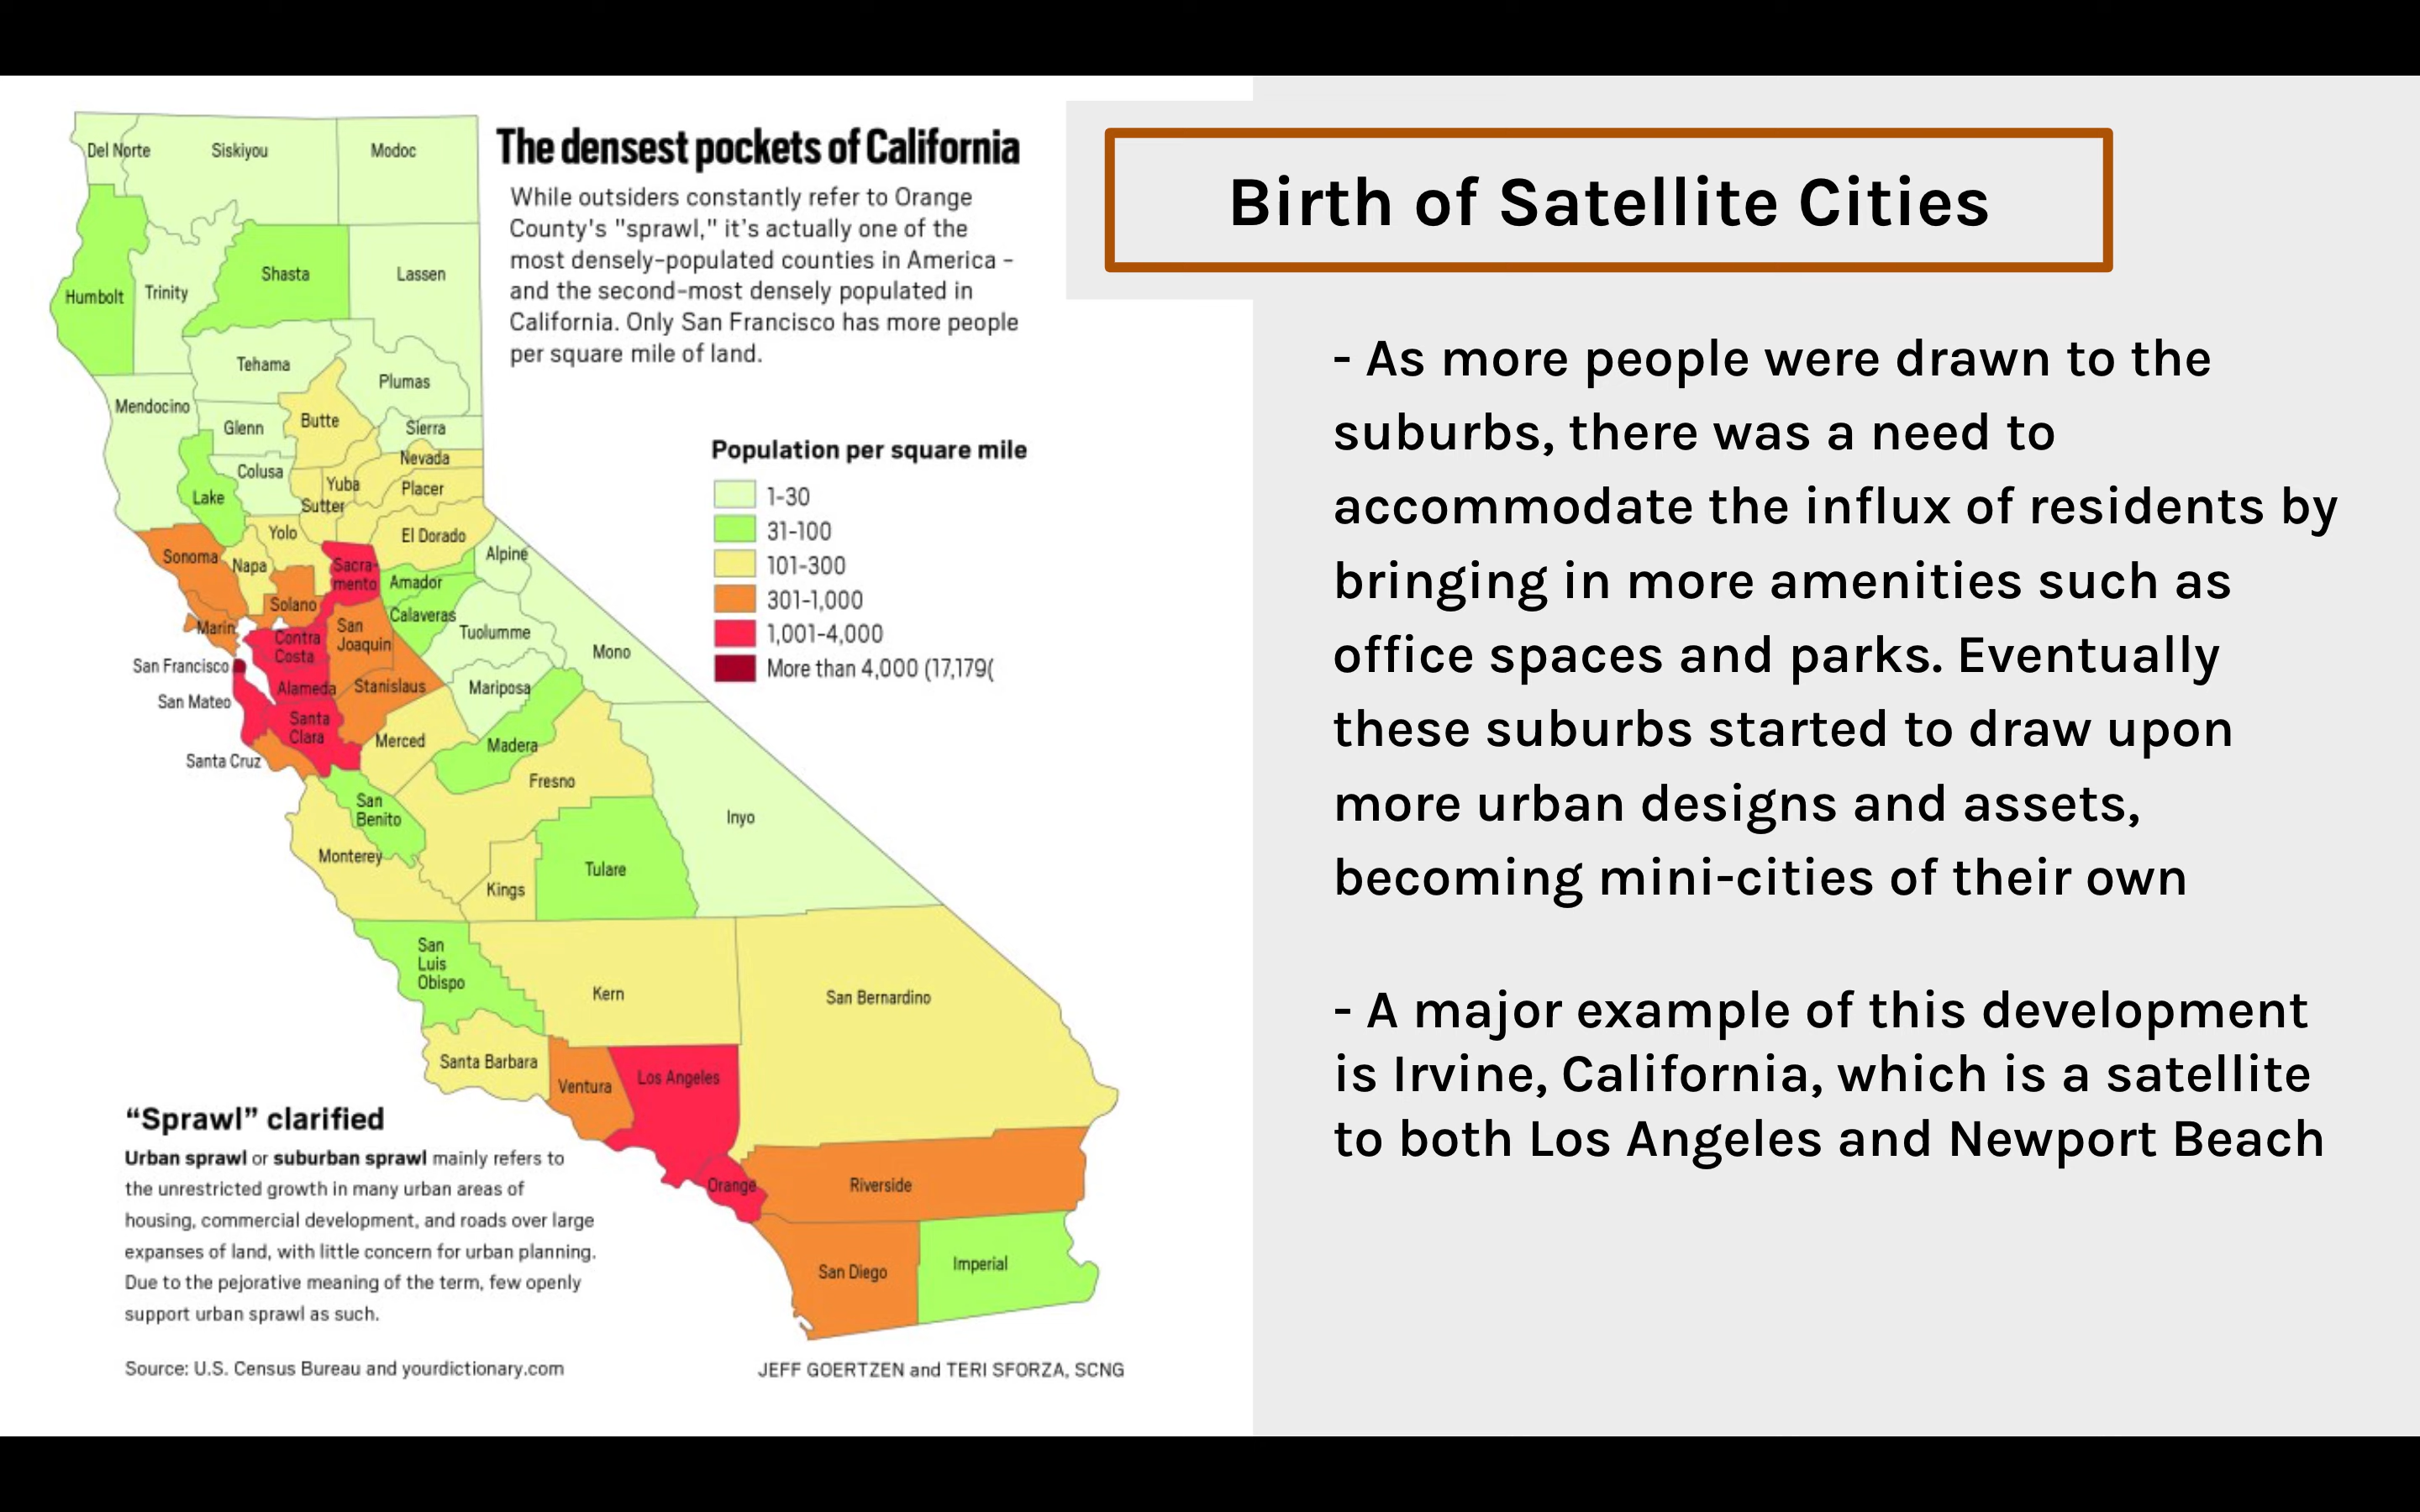 The densest pockets of California
While outsiders constantly refer to Orange
County's "sprawl," it's actually one of the
most densely-populated counties in America -
and the second-most densely populated in
California. Only San Francisco has more people
per square mile of land.
Population per square mile
1-30
31-100
101-300
301-1,000
1,001-4,000
More than 4,000 (17,179(
Del Norte
Siskiyou
Modoc
Humbolt
Trinity
Shasta
Lassen
Tehama
Plumas
Mendocino
Glenn
Butte
Sierra
Colusa
Nevada
Lake
Yuba
Placer
Sutter
Yolo
El Dorado
Sonoma
Napa
Sacra-
mento
Alpine
Amador
Solano
Calaveras
Marin
Contra
Costa
San
Joaquin
Tuolumme
Mono
San Francisco
Alameda
Stanislaus
Mariposa
San Mateo
Santa
Clara
Merced
Madera
Santa Cruz
Fresno
San
Benito
Inyo
Monterey
Kings
Tulare
San
Luis
Obispo
Kern
San Bernardino
Santa Barbara
Ventura
Los Angeles
Orange
Riverside
San Diego
Imperial
“Sprawl” clarified
Urban sprawl or suburban sprawl mainly refers to
the unrestricted growth in many urban areas of
housing, commercial development, and roads over large
expanses of land, with little concern for urban planning.
Due to the pejorative meaning of the term, few openly
support urban sprawl as such.
Source: U.S. Census Bureau and yourdictionary.com
JEFF GOERTZEN and TERI SFORZA, SCNG
Birth of Satellite Cities
- As more people were drawn to the
suburbs, there was a need to
accommodate the influx of residents by
bringing in more amenities such as
office spaces and parks. Eventually
these suburbs started to draw upon
more urban designs and assets,
becoming mini-cities of their own
- A major example of this development
is Irvine, California, which is a satellite
to both Los Angeles and Newport Beach